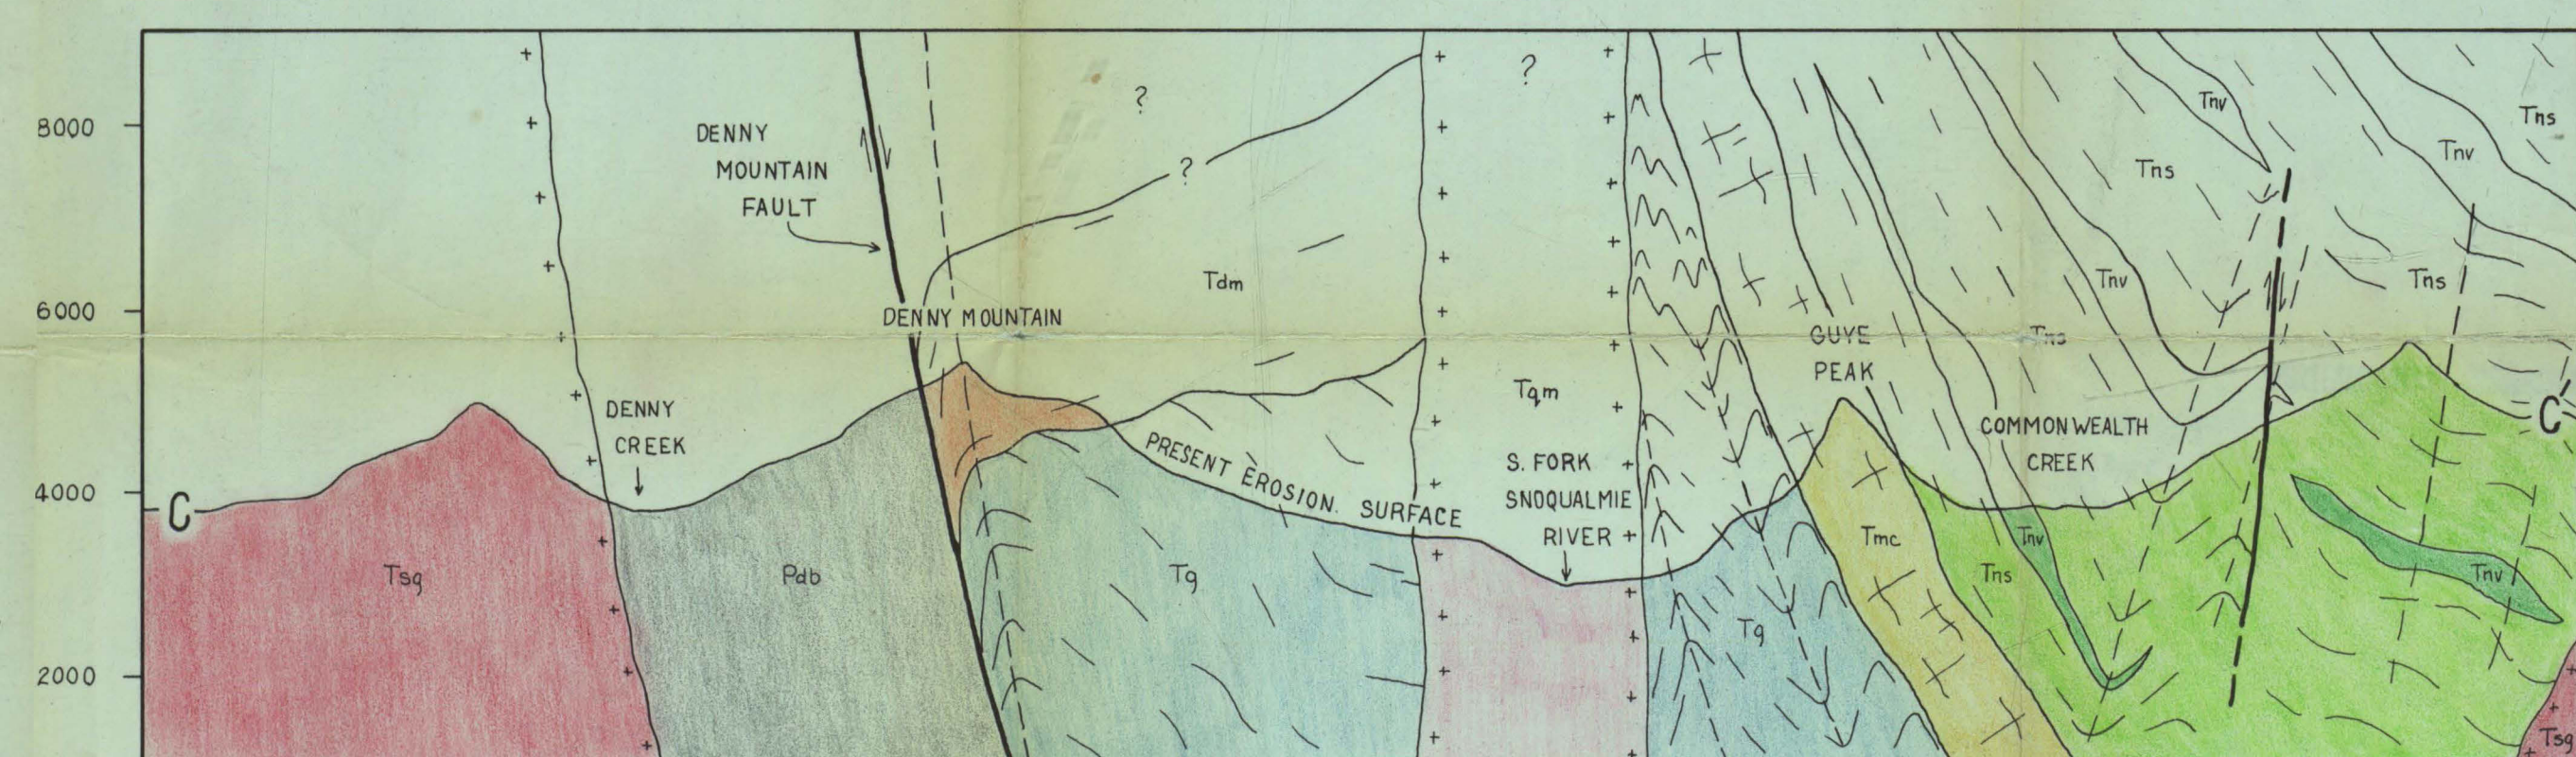 8000
6000
4000
2000
C
DENNY
MOUNTAIN
FAULT
DENNY MOUNTAIN
DENNY
CREEK
Tsg
Pdb
?
?
Tdm
PRESENT EROSION. SURFACE
Tg
?
Tqm
S. FORK
SNOQUALMIE
RIVER
Tg
GUYE
PEAK
Tmc
Tns
Tnv
COMMONWEALTH
CREEK
Tns
Tnv
Tns
Tnv
Tnv
Tns
Tns
Tnv
C'
Tsg